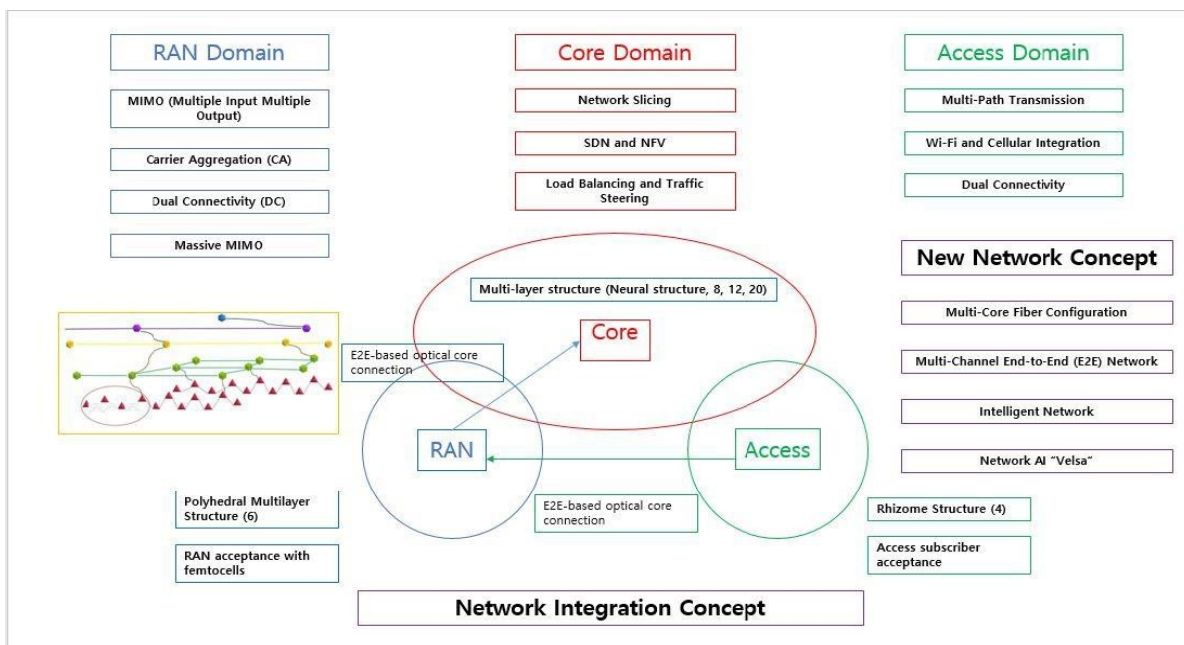 RAN Domain
MIMO (Multiple Input Multiple
Output)
Carrier Aggregation (CA)
Dual Connectivity (DC)
Massive MIMO
Core Domain
Network Slicing
SDN and NFV
Load Balancing and Traffic
Steering
Access Domain
Multi-Path Transmission
Wi-Fi and Cellular Integration
Dual Connectivity
New Network Concept
Multi-Core Fiber Configuration
Multi-Channel End-to-End (E2E) Network
Intelligent Network
Network AI “Velsa”
Multi-layer structure (Neural structure, 8, 12, 20)
Core
E2E-based optical core
connection
RAN
Access
E2E-based optical core
connection
Polyhedral Multilayer
Structure (6)
RAN acceptance with
femtocells
Rhizome Structure (4)
Access subscriber
acceptance
Network Integration Concept